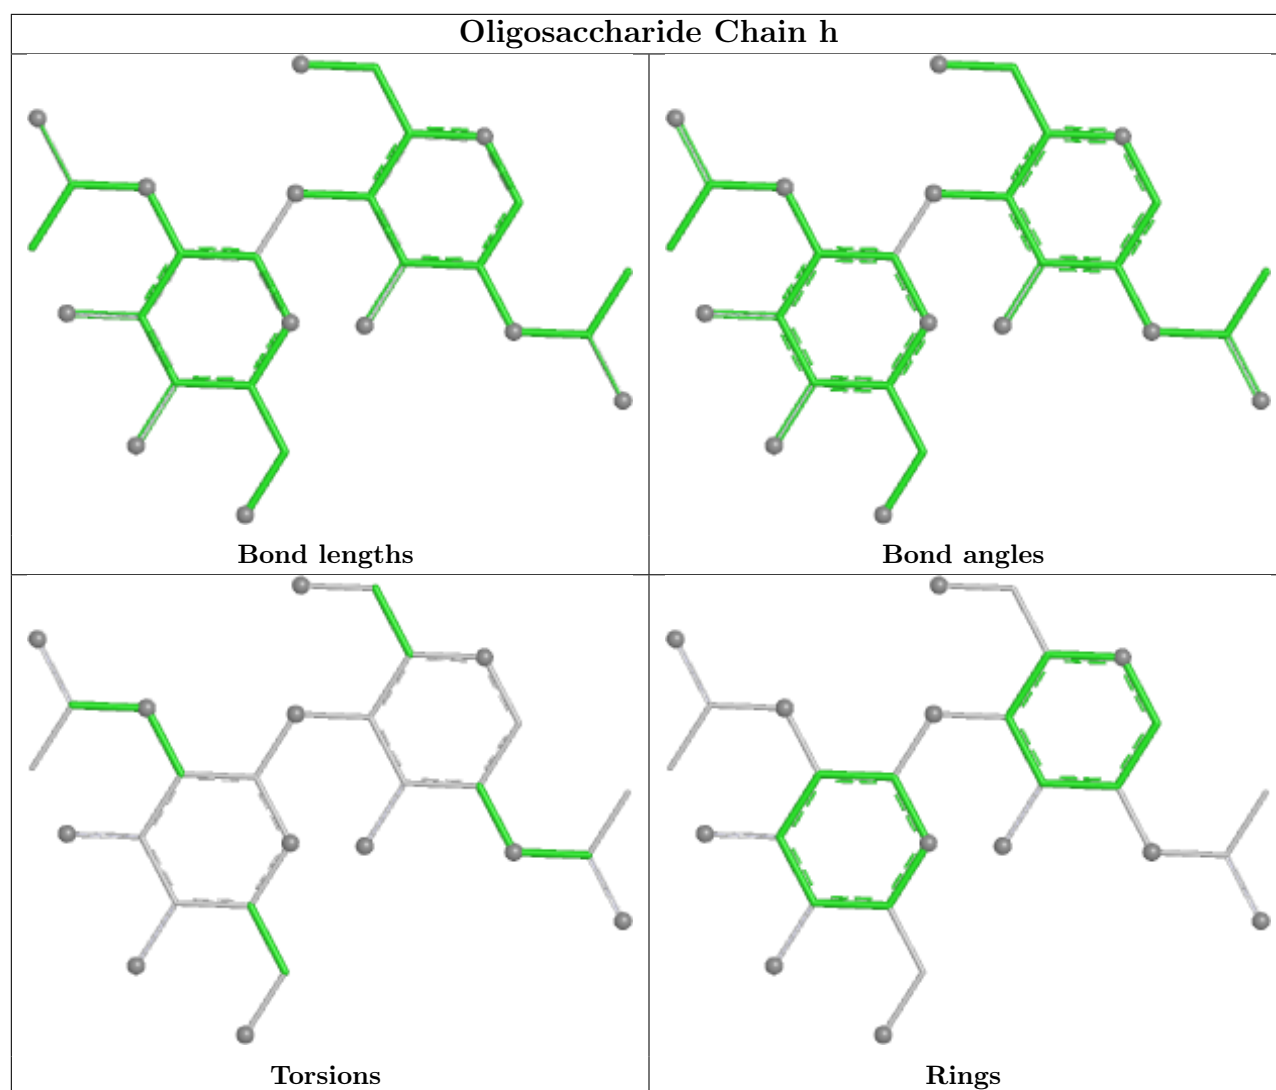 Oligosaccharide Chain h
Bond lengths
Bond angles
Torsions
Rings